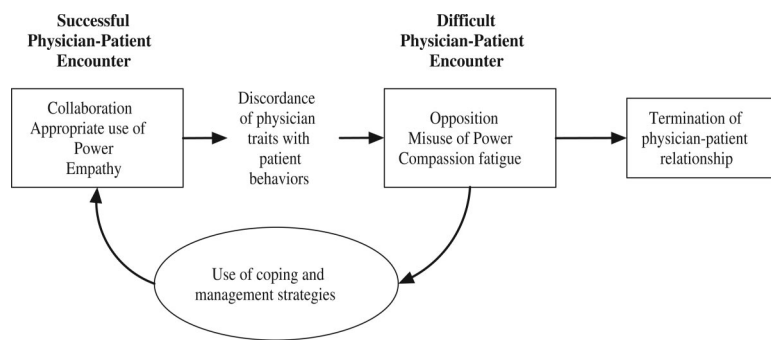 Successful
Physician-Patient
Encounter
Difficult
Physician-Patient
Encounter
Collaboration
Appropriate use of
Power
Empathy
Discordance
of physician
traits with
patient
behaviors
Opposition
Misuse of Power
Compassion fatigue
Termination of
physician-patient
relationship
Use of coping and
management strategies